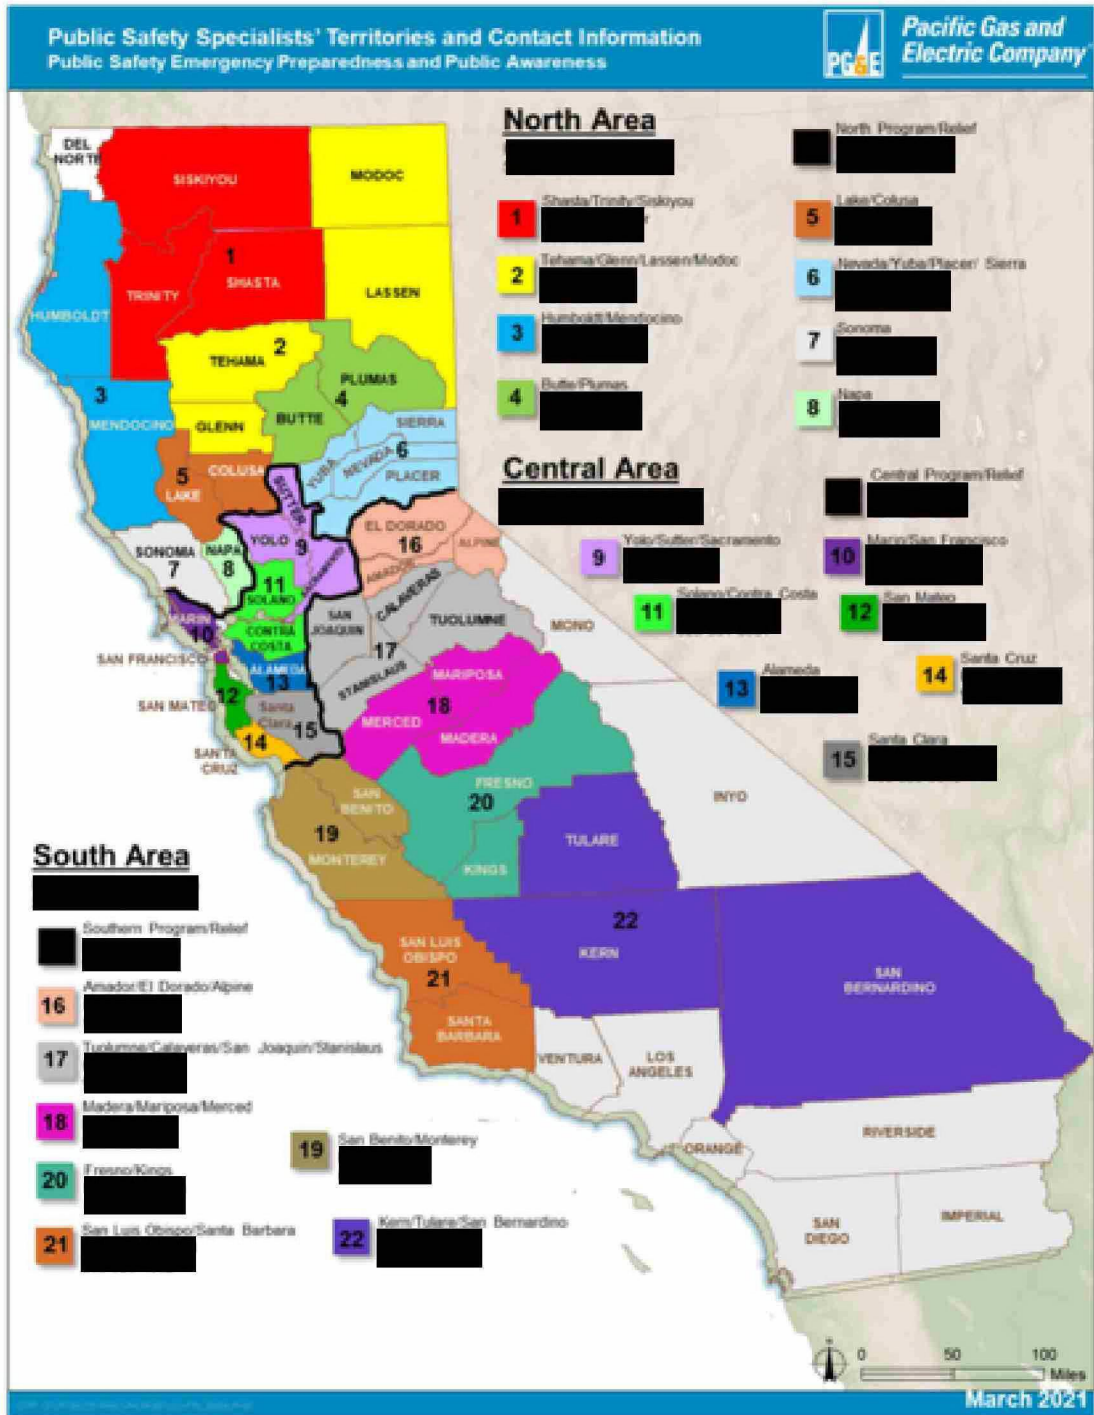 Public Safety Specialists' Territories and Contact Information
Public Safety Emergency Preparedness and Public Awareness
PG&E
Pacific Gas and
Electric Company
North Area
1 Shasta/Trinity/Siskiyou
2 Tehama/Glenn/Lassen/Modoc
3 Humboldt/Mendocino
4 Butte/Plumas
North Program/Relief
5 Lake/Colusa
6 Nevada/Yuba/Placer/ Sierra
7 Sonoma
8 Napa
Central Area
Central Program/Relief
9 Yolo/Sutter/Sacramento
10 Marin/San Francisco
11 Solano/Contra Costa
12 San Mateo
13 Alameda
14 Santa Cruz
15 Santa Clara
South Area
Southern Program/Relief
16 Amador/El Dorado/Alpine
17 Tuolumne/Calaveras/San Joaquin/Stanislaus
18 Madera/Mariposa/Merced
19 San Benito/Monterey
20 Fresno/Kings
21 San Luis Obispo/Santa Barbara
22 Kern/Tulare/San Bernardino
DEL
NORTE
SISKIYOU
MODOC
1
SHASTA
TRINITY
LASSEN
HUMBOLDT
2
TEHAMA
PLUMAS
4
3
MENDOCINO
GLENN
BUTTE
SIERRA
YUBA
NEVADA
6
PLACER
5
LAKE
COLUSA
SUTTER
EL DORADO
16
ALPINE
AMADOR
SONOMA
7
NAPA
8
YOLO
9
SACRAMENTO
11
SOLANO
CALAVERAS
SAN
JOAQUIN
TUOLUMNE
MONO
MARIN
10
CONTRA
COSTA
SAN FRANCISCO
ALAMEDA
13
17
STANISLAUS
MARIPOSA
SAN MATEO
12
Santa
Clara
15
18
MERCED
MADERA
14
SANTA
CRUZ
SAN
BENITO
FRESNO
20
INYO
19
MONTEREY
KINGS
TULARE
22
KERN
SAN LUIS
OBISPO
21
SAN
BERNARDINO
SANTA
BARBARA
VENTURA
LOS
ANGELES
ORANGE
RIVERSIDE
SAN
DIEGO
IMPERIAL
0 50 100
Miles
March 2021